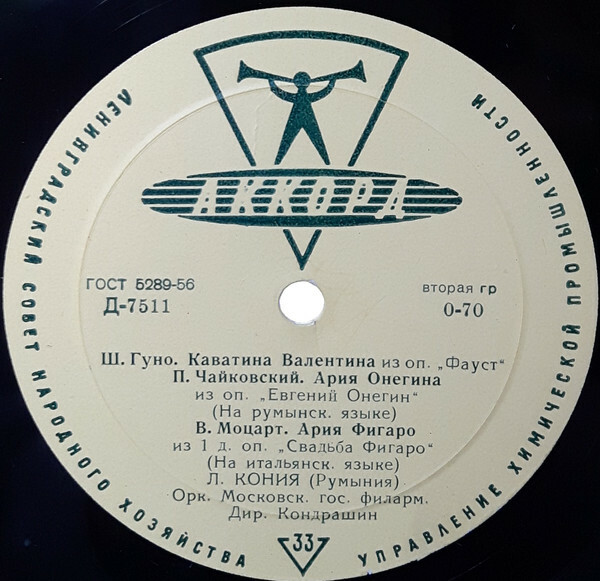 ЛЕНИНГРАДСКИЙ СОВЕТ НАРОДНОГО ХОЗЯЙСТВА
УПРАВЛЕНИЕ ХИМИЧЕСКОЙ ПРОМЫШЛЕННОСТИ
АККОРД
ГОСТ 5289-56
вторая гр
Д-7511
0-70
Ш. Гуно. Каватина Валентина из оп. „Фауст“
П. Чайковский. Ария Онегина
из оп. „Евгений Онегин“
(На румынск. языке)
В. Моцарт. Ария Фигаро
из 1 д. оп. „Свадьба Фигаро“
(На итальянск. языке)
Л. КОНИЯ (Румыния)
Орк. Московск. гос. филарм.
Дир. Кондрашин
33